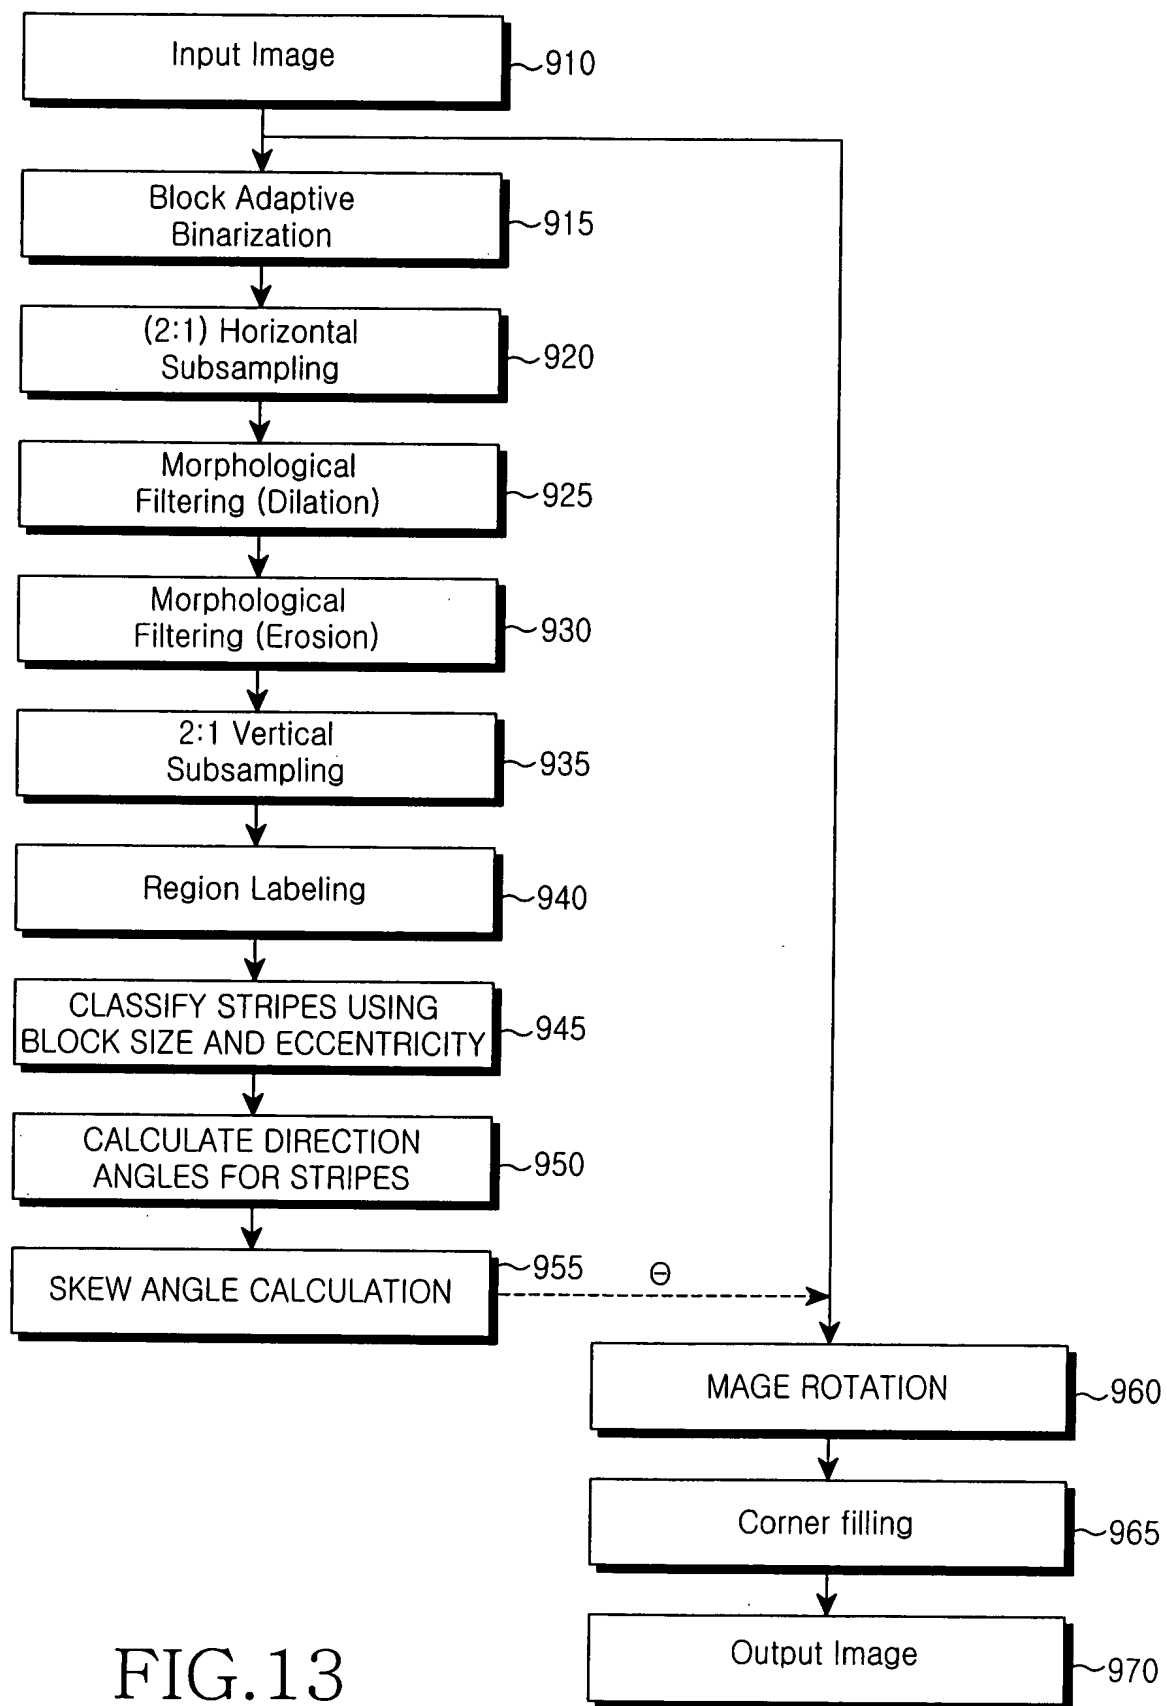 Input Image
910
Block Adaptive
Binarization
915
(2:1) Horizontal
Subsampling
920
Morphological
Filtering (Dilation)
925
Morphological
Filtering (Erosion)
930
2:1 Vertical
Subsampling
935
Region Labeling
940
CLASSIFY STRIPES USING
BLOCK SIZE AND ECCENTRICITY
945
CALCULATE DIRECTION
ANGLES FOR STRIPES
950
SKEW ANGLE CALCULATION
955
Θ
MAGE ROTATION
960
Corner filling
965
Output Image
970
FIG.13